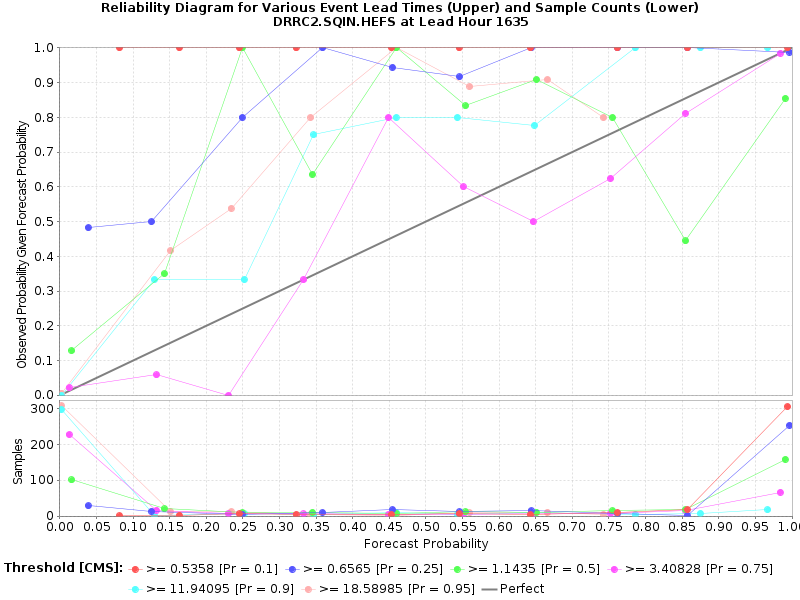 Reliability Diagram for Various Event Lead Times (Upper) and Sample Counts (Lower)
DRRC2.SQIN.HEFS at Lead Hour 1635
Observed Probability Given Forecast Probability
1.0
0.9
0.8
0.7
0.6
0.5
0.4
0.3
0.2
0.1
0.0
Samples
300
200
100
0
0.00 0.05 0.10 0.15 0.20 0.25 0.30 0.35 0.40 0.45 0.50 0.55 0.60 0.65 0.70 0.75 0.80 0.85 0.90 0.95 1.00
Forecast Probability
Threshold [CMS]: >= 0.5358 [Pr = 0.1] >= 0.6565 [Pr = 0.25] >= 1.1435 [Pr = 0.5] >= 3.40828 [Pr = 0.75]
>= 11.94095 [Pr = 0.9] >= 18.58985 [Pr = 0.95] Perfect